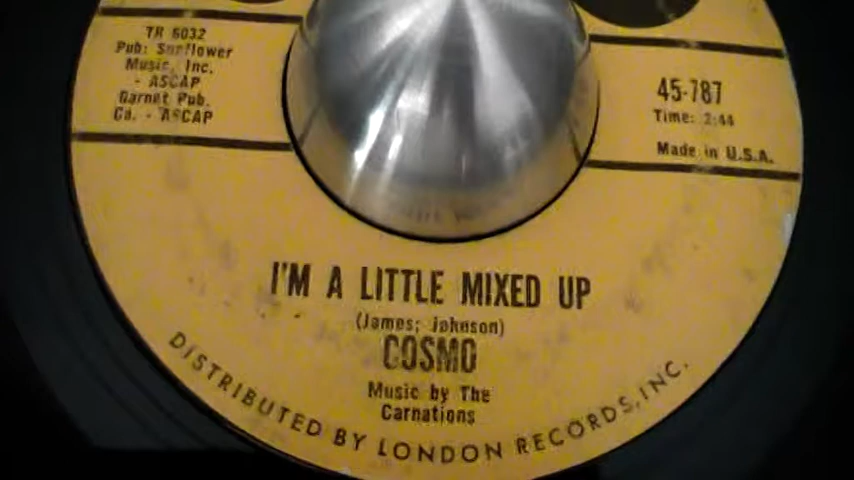 TR 6032
Pub: Sunflower
Music, Inc.
- ASCAP
Garnet Pub.
Co. - ASCAP
45-787
Time: 2:44
Made in U.S.A.
I'M A LITTLE MIXED UP
(James; Johnson)
COSMO
Music by The
Carnations
DISTRIBUTED BY LONDON RECORDS, INC.